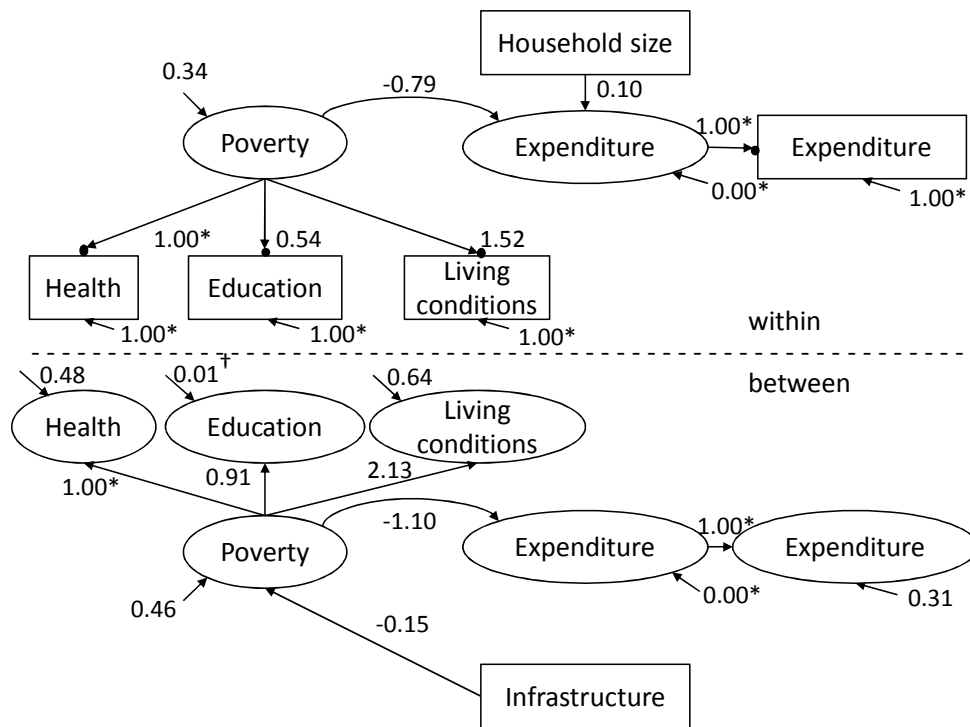 Household size
0.34
-0.79
0.10
Poverty
Expenditure
1.00*
Expenditure
0.00*
1.00*
1.00*
0.54
1.52
Health
Education
Living
conditions
1.00*
1.00*
1.00*
within
0.48
0.01†
0.64
between
Health
Education
Living
conditions
1.00*
0.91
2.13
-1.10
Poverty
Expenditure
1.00*
Expenditure
0.46
0.00*
0.31
-0.15
Infrastructure